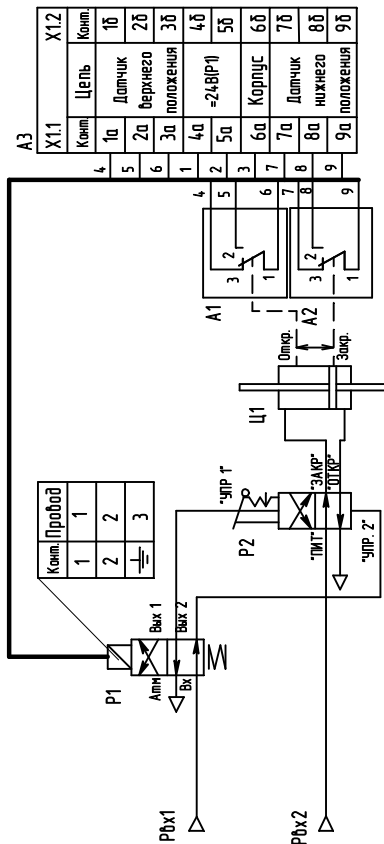 А3
X1.1 X1.2
Конт. Цепь Конт.
1а Датчик 1б
2а верхнего 2б
3а положения 3б
4а =24В(Р1) 4б
5а 5б
6а Корпус 6б
7а Датчик 7б
8а нижнего 8б
9а положения 9б
4
5
6
1
2
3
7
8
9
4
5
6
7
8
9
А1
3 2
1
А2
3 2
1
Откр.
Закр.
Ц1
Конт. Провод
1 1
2 2
3
Р1
Атм Вых 1
Вх Вых 2
"УПР 1"
Р2
"ЗАКР"
"ПИТ" "ОТКР"
"УПР. 2"
Рвх1
Рвх2